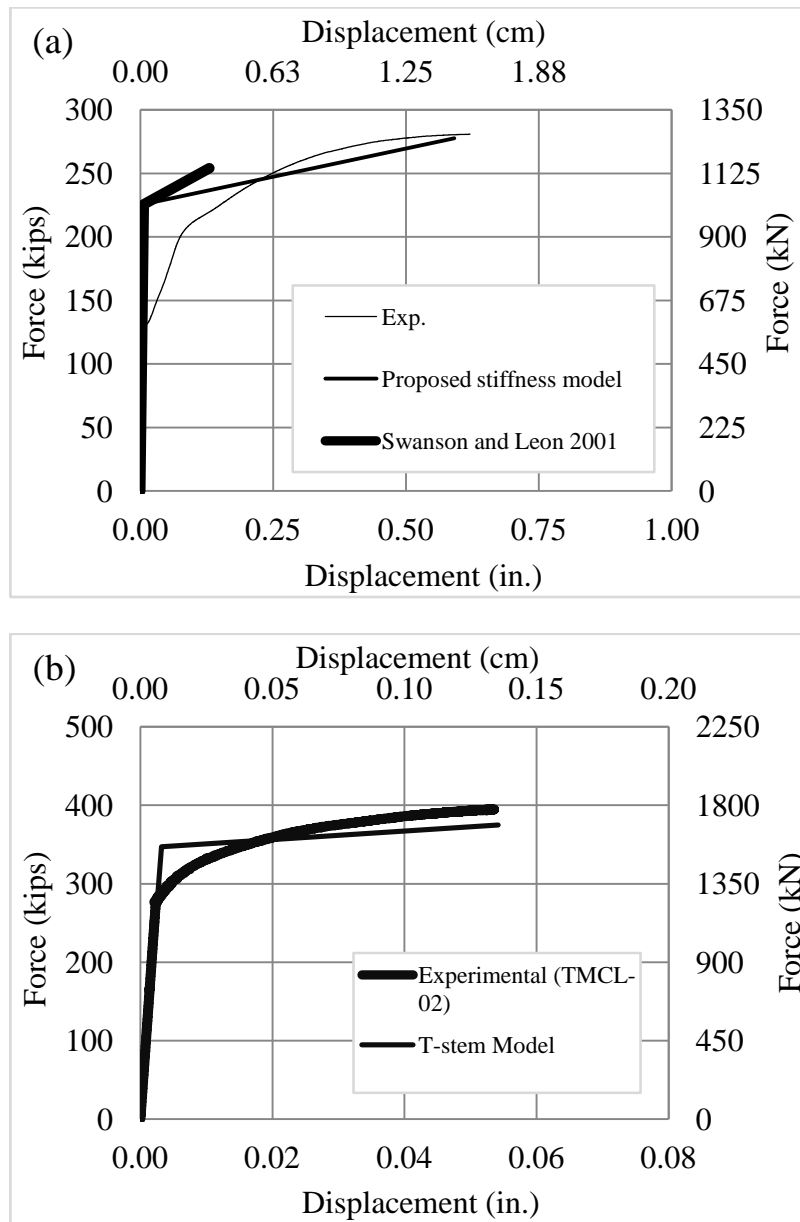 (a)
Displacement (cm)
0.00 0.63 1.25 1.88
300 1350
250 1125
200 900
150 675
100 450
50 225
0 0
Force (kips)
Force (kN)
Exp.
Proposed stiffness model
Swanson and Leon 2001
0.00 0.25 0.50 0.75 1.00
Displacement (in.)
(b)
Displacement (cm)
0.00 0.05 0.10 0.15 0.20
500 2250
400 1800
300 1350
200 900
100 450
0 0
Force (kips)
Force (kN)
Experimental (TMCL-
02)
T-stem Model
0.00 0.02 0.04 0.06 0.08
Displacement (in.)